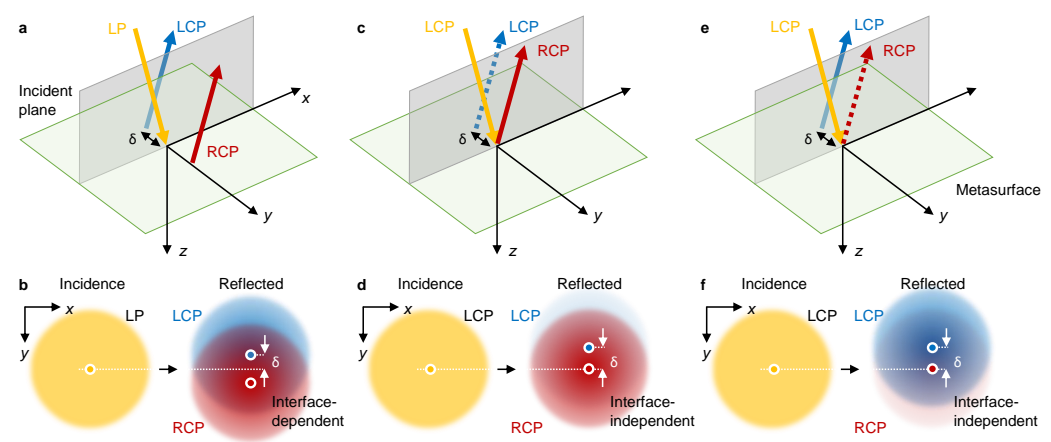 a
LP
LCP
x
Incident
plane
δ
RCP
y
z
c
LCP
LCP
RCP
δ
y
z
e
LCP
LCP
RCP
δ
Metasurface
y
z
b
Incidence
Reflected
x
LP
LCP
y
δ
Interface-
dependent
RCP
d
Incidence
Reflected
x
LCP
LCP
y
δ
Interface-
independent
RCP
f
Incidence
Reflected
x
LCP
LCP
y
δ
Interface-
independent
RCP